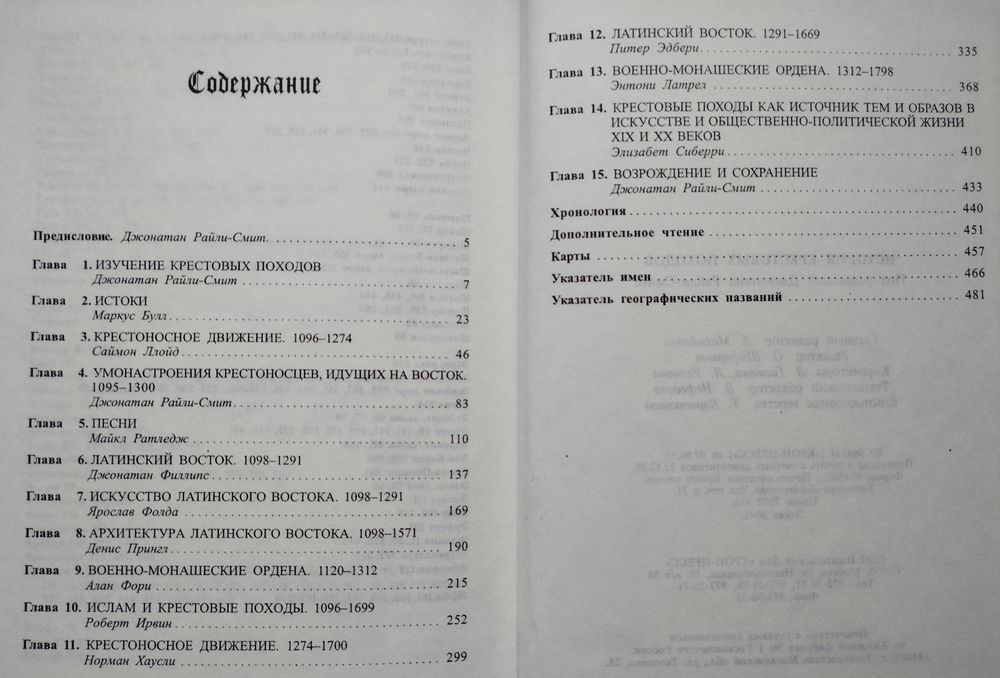 Содержание
Предисловие. Джонатан Райли-Смит. 5
Глава 1. ИЗУЧЕНИЕ КРЕСТОВЫХ ПОХОДОВ
Джонатан Райли-Смит 7
Глава 2. ИСТОКИ
Маркус Булл. 23
Глава 3. КРЕСТОНОСНОЕ ДВИЖЕНИЕ. 1096–1274
Саймон Ллойд 46
Глава 4. УМОНАСТРОЕНИЯ КРЕСТОНОСЦЕВ, ИДУЩИХ НА ВОСТОК.
1095–1300
Джонатан Райли-Смит. 83
Глава 5. ПЕСНИ
Майкл Ратледж 110
Глава 6. ЛАТИНСКИЙ ВОСТОК. 1098–1291
Джонатан Филлипс 137
Глава 7. ИСКУССТВО ЛАТИНСКОГО ВОСТОКА. 1098–1291
Ярослав Фолда 169
Глава 8. АРХИТЕКТУРА ЛАТИНСКОГО ВОСТОКА. 1098–1571
Денис Прингл. 190
Глава 9. ВОЕННО-МОНАШЕСКИЕ ОРДЕНА. 1120–1312
Алан Фори 215
Глава 10. ИСЛАМ И КРЕСТОВЫЕ ПОХОДЫ. 1096–1699
Роберт Ирвин 252
Глава 11. КРЕСТОНОСНОЕ ДВИЖЕНИЕ. 1274–1700
Норман Хаусли 299
Глава 12. ЛАТИНСКИЙ ВОСТОК. 1291–1669
Питер Эдбери. 335
Глава 13. ВОЕННО-МОНАШЕСКИЕ ОРДЕНА. 1312–1798
Энтони Латрел 368
Глава 14. КРЕСТОВЫЕ ПОХОДЫ КАК ИСТОЧНИК ТЕМ И ОБРАЗОВ В
ИСКУССТВЕ И ОБЩЕСТВЕННО-ПОЛИТИЧЕСКОЙ ЖИЗНИ
XIX И XX ВЕКОВ
Элизабет Сиберри 410
Глава 15. ВОЗРОЖДЕНИЕ И СОХРАНЕНИЕ
Джонатан Райли-Смит 433
Хронология 440
Дополнительное чтение 451
Карты 457
Указатель имен 466
Указатель географических названий 481